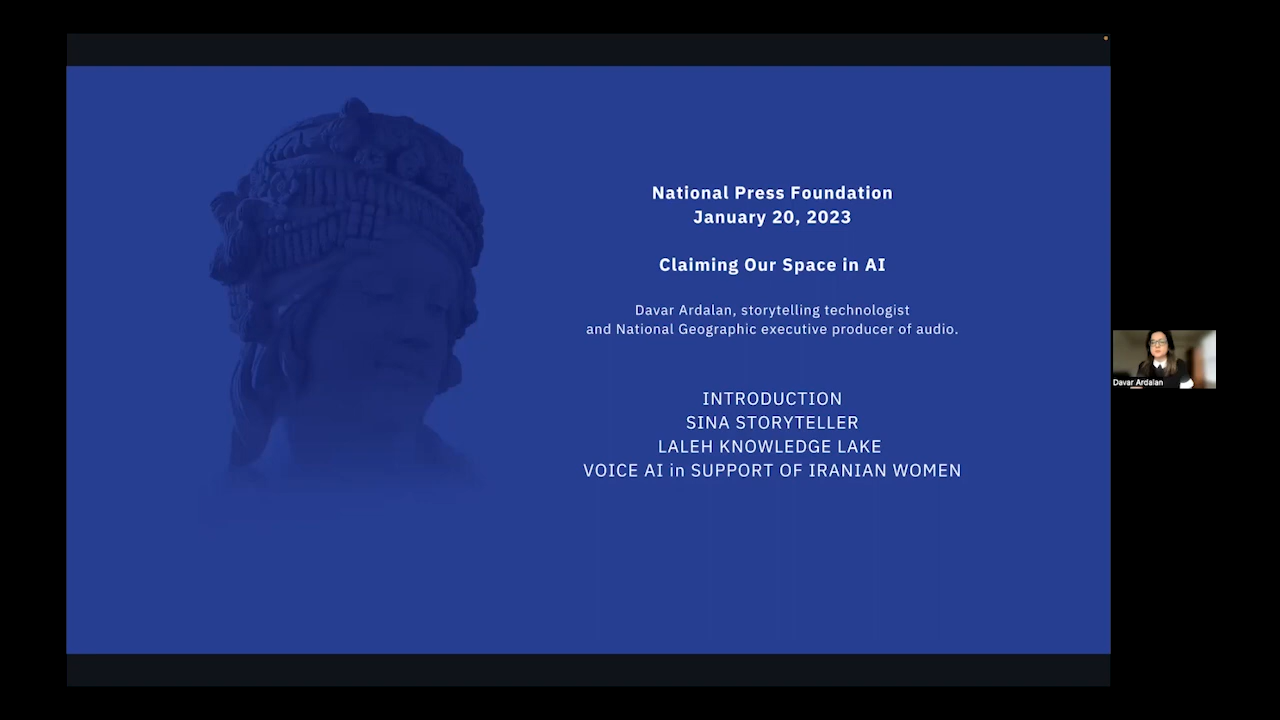 National Press Foundation
January 20, 2023
Claiming Our Space in AI
Davar Ardalan, storytelling technologist
and National Geographic executive producer of audio.
INTRODUCTION
SINA STORYTELLER
LALEH KNOWLEDGE LAKE
VOICE AI in SUPPORT OF IRANIAN WOMEN
Davar Ardalan